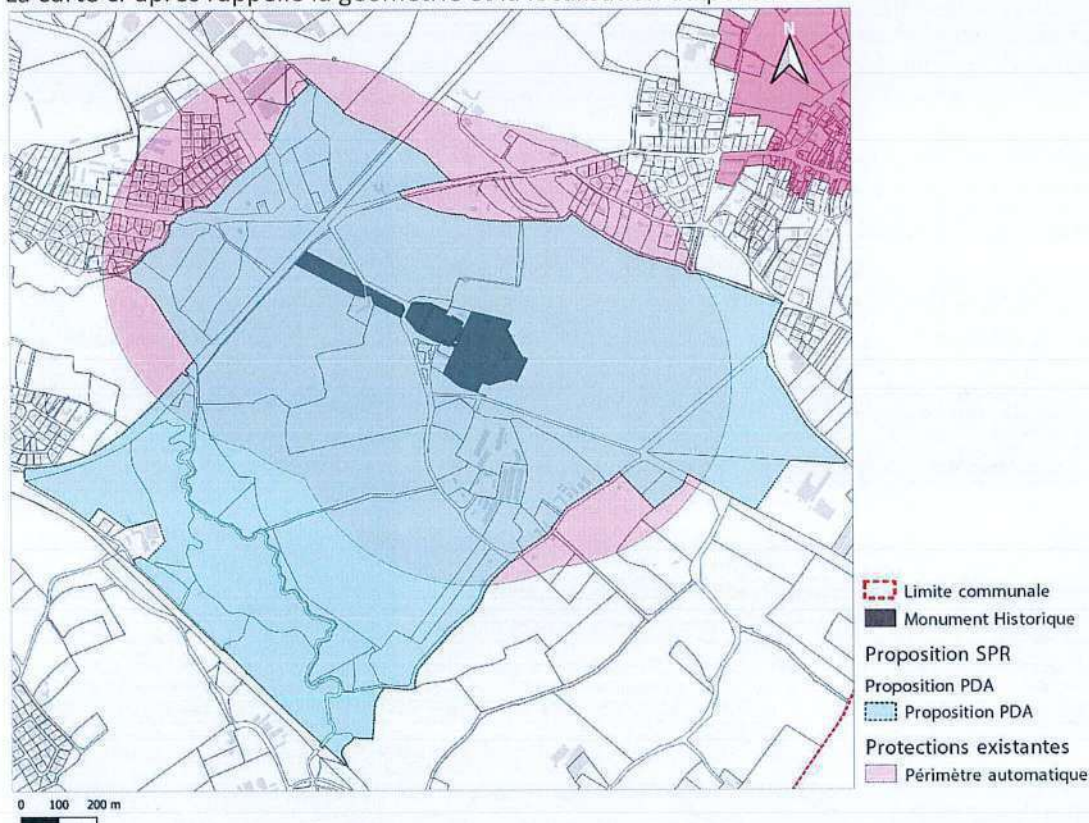 La carte ci-après rappelle la géométrie et la localisation
N
Limite communale
Monument Historique
Proposition SPR
Proposition PDA
Proposition PDA
Protections existantes
Périmètre automatique
0 100 200 m